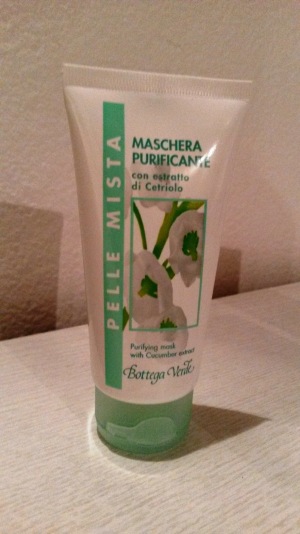 PELLE MISTA
MASCHERA
PURIFICANTE
con estratto
di Cetriolo
Purifying mask
with Cucumber extract
Bottega Verde